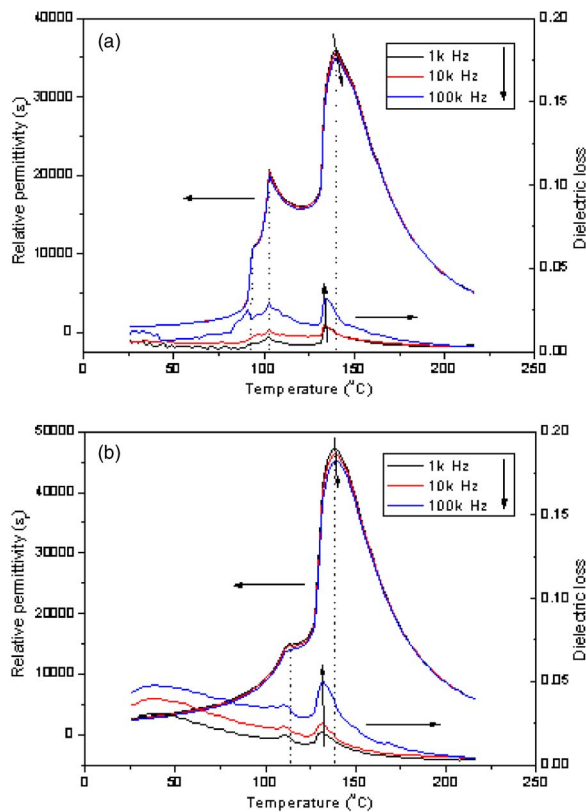 (a)
1k Hz
10k Hz
100k Hz
Relative permittivity (εr)
40000
30000
20000
10000
0
Dielectric loss
0.20
0.15
0.10
0.05
0.00
0 50 100 150 200 250
Temperature (°C)
(b)
1k Hz
10k Hz
100k Hz
Relative permittivity (εr)
50000
40000
30000
20000
10000
0
Dielectric loss
0.20
0.15
0.10
0.05
0.00
0 50 100 150 200 250
Temperature (°C)